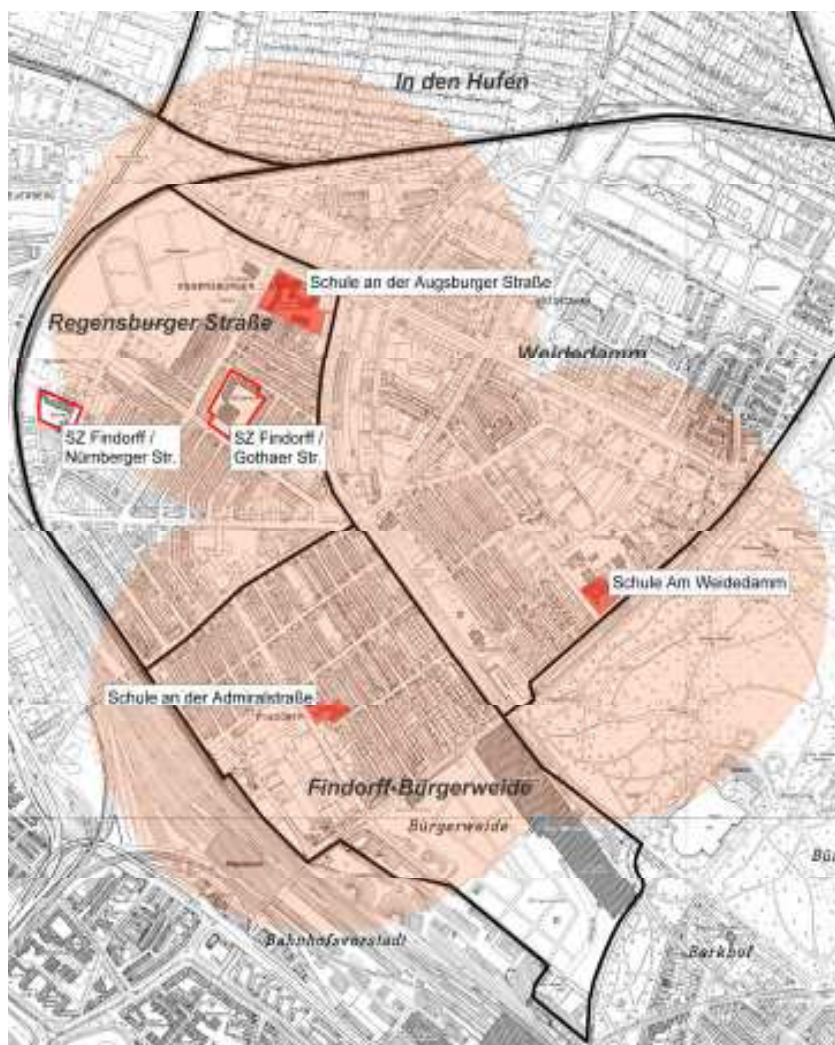 In den Hufen
Schule an der Augsburger Straße
Regensburger Straße
Weidedamm
SZ Findorff /
Nürnberger Str.
SZ Findorff /
Gothaer Str.
Schule Am Weidedamm
Schule an der Admiralstraße
Findorff-Bürgerweide
Bürgerweide
Bahnhofsvorstadt
Barkhof